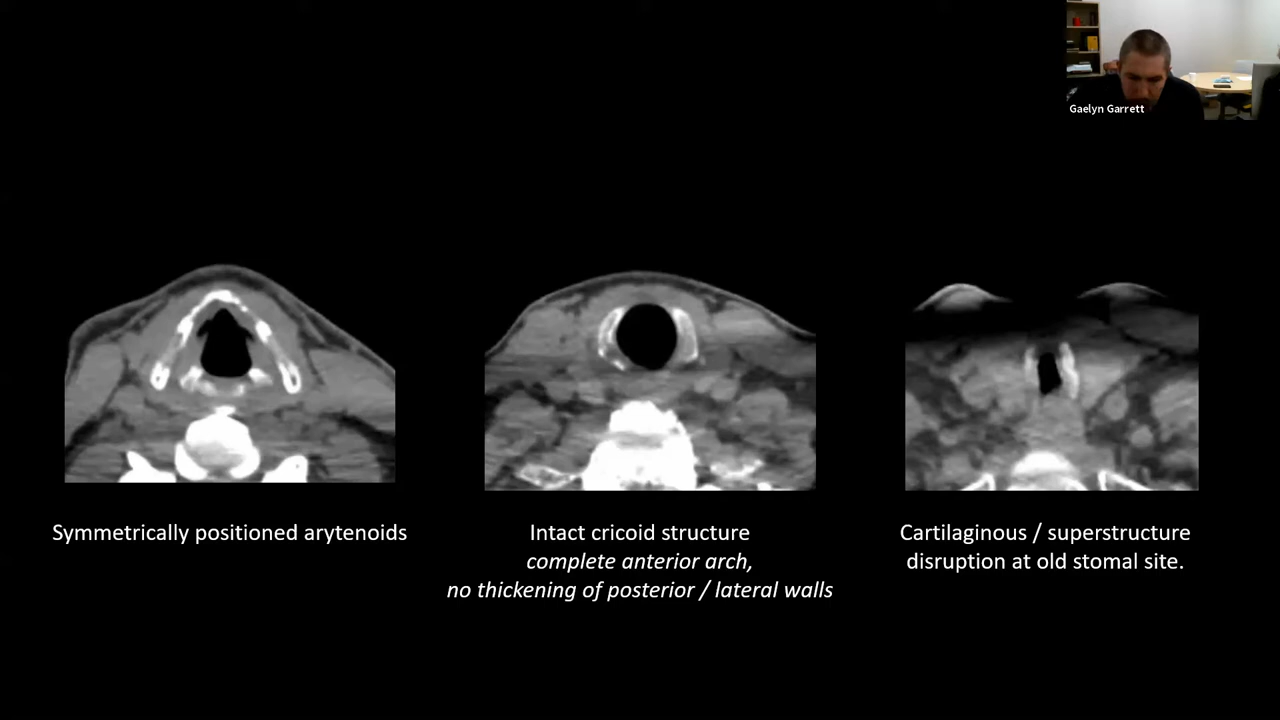 Gaelyn Garrett
Symmetrically positioned arytenoids
Intact cricoid structure
complete anterior arch,
no thickening of posterior / lateral walls
Cartilaginous / superstructure
disruption at old stomal site.